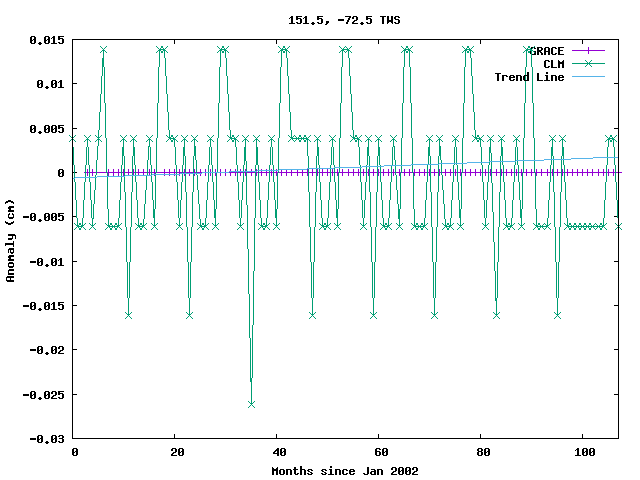 151.5, -72.5 TWS
GRACE
CLM
Trend Line
0.015
0.01
0.005
0
-0.005
-0.01
-0.015
-0.02
-0.025
-0.03
Anomaly (cm)
0 20 40 60 80 100
Months since Jan 2002